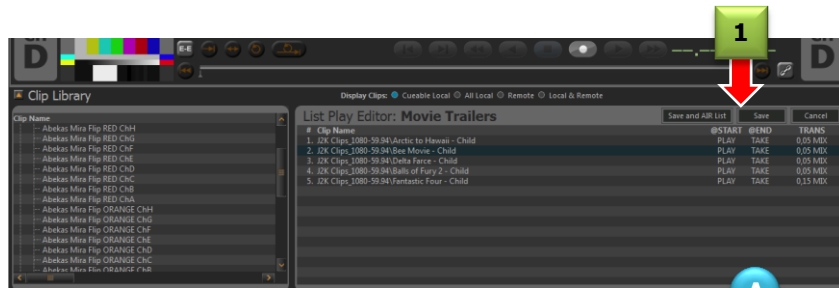 1
Ch
D
E-E
D
Clip Library
Display Clips: Cueable Local All Local Remote Local & Remote
Clip Name
Abekas Mira Flip RED ChH
Abekas Mira Flip RED ChG
Abekas Mira Flip RED ChF
Abekas Mira Flip RED ChE
Abekas Mira Flip RED ChD
Abekas Mira Flip RED ChC
Abekas Mira Flip RED ChB
Abekas Mira Flip RED ChA
Abekas Mira Flip ORANGE ChH
Abekas Mira Flip ORANGE ChG
Abekas Mira Flip ORANGE ChF
Abekas Mira Flip ORANGE ChE
Abekas Mira Flip ORANGE ChD
Abekas Mira Flip ORANGE ChC
Abekas Mira Flip ORANGE ChB
List Play Editor: Movie Trailers Save and AIR List Save Cancel
# Clip Name @START @END TRANS
1. J2K Clips_1080-59.94\Arctic to Hawaii - Child PLAY TAKE 0,05 MIX
2. J2K Clips_1080-59.94\Bee Movie - Child PLAY TAKE 0,05 MIX
3. J2K Clips_1080-59.94\Delta Farce - Child PLAY TAKE 0,05 MIX
4. J2K Clips_1080-59.94\Balls of Fury 2 - Child PLAY TAKE 0,05 MIX
5. J2K Clips_1080-59.94\Fantastic Four - Child PLAY TAKE 0,15 MIX
A